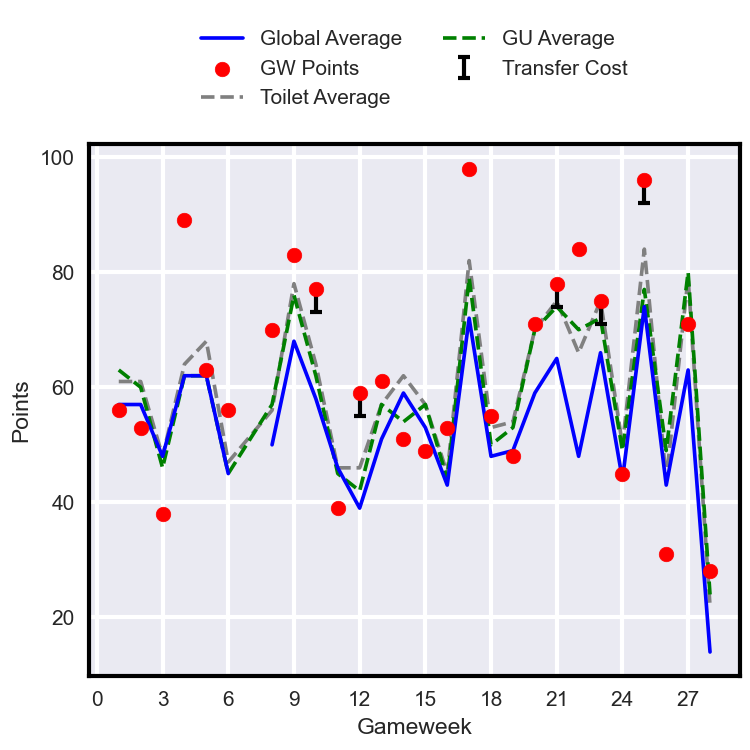 Global Average
GW Points
Toilet Average
GU Average
Transfer Cost
100
80
60
40
20
Points
0 3 6 9 12 15 18 21 24 27
Gameweek